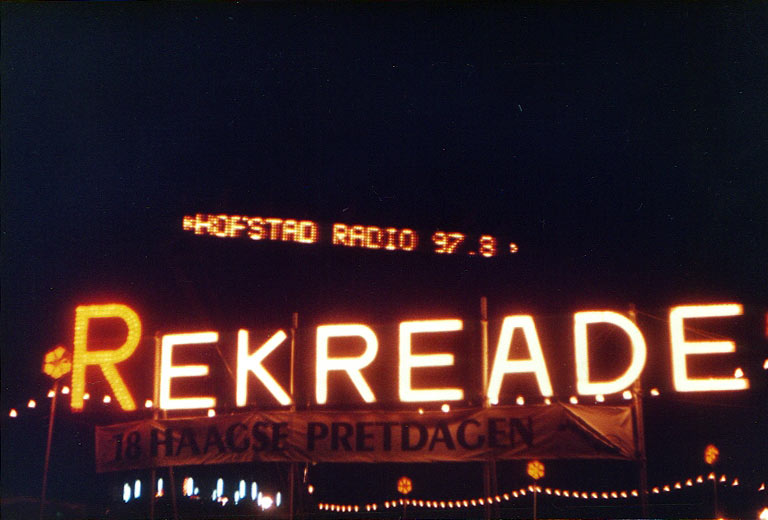 HOFSTAD RADIO 97.8
REKREADE
18 HAAGSE PRETDAGEN